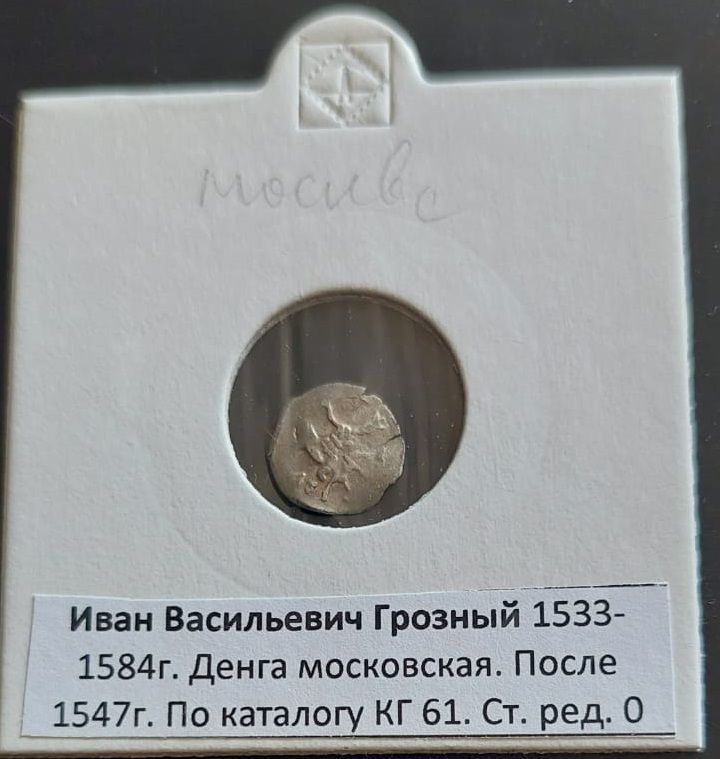 москва
Иван Васильевич Грозный 1533-
1584г. Денга московская. После
1547г. По каталогу КГ 61. Ст. ред. 0